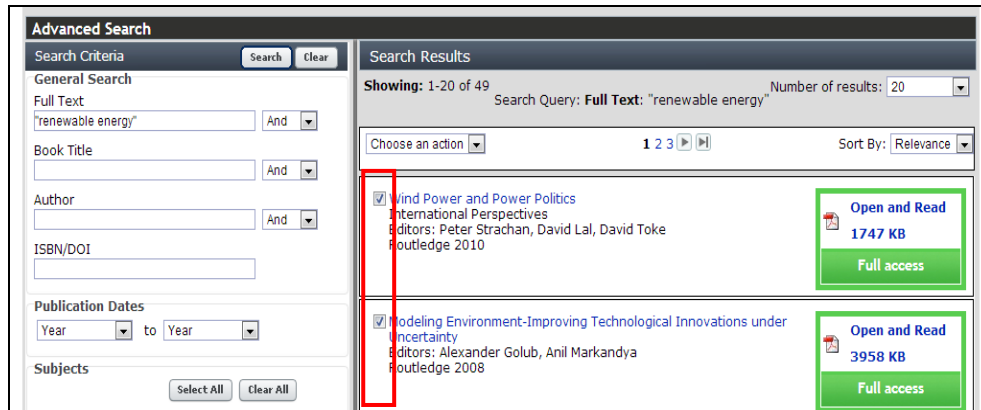 Advanced Search
Search Criteria
Search
Clear
General Search
Full Text
"renewable energy"
And
Book Title
And
Author
And
ISBN/DOI
Publication Dates
Year
to
Year
Subjects
Select All
Clear All
Search Results
Showing: 1-20 of 49
Number of results: 20
Search Query: Full Text: "renewable energy"
Choose an action
1 2 3
Sort By: Relevance
Wind Power and Power Politics
International Perspectives
Editors: Peter Strachan, David Lal, David Toke
Routledge 2010
Open and Read
1747 KB
Full access
Modeling Environment-Improving Technological Innovations under
Uncertainty
Editors: Alexander Golub, Anil Markandya
Routledge 2008
Open and Read
3958 KB
Full access